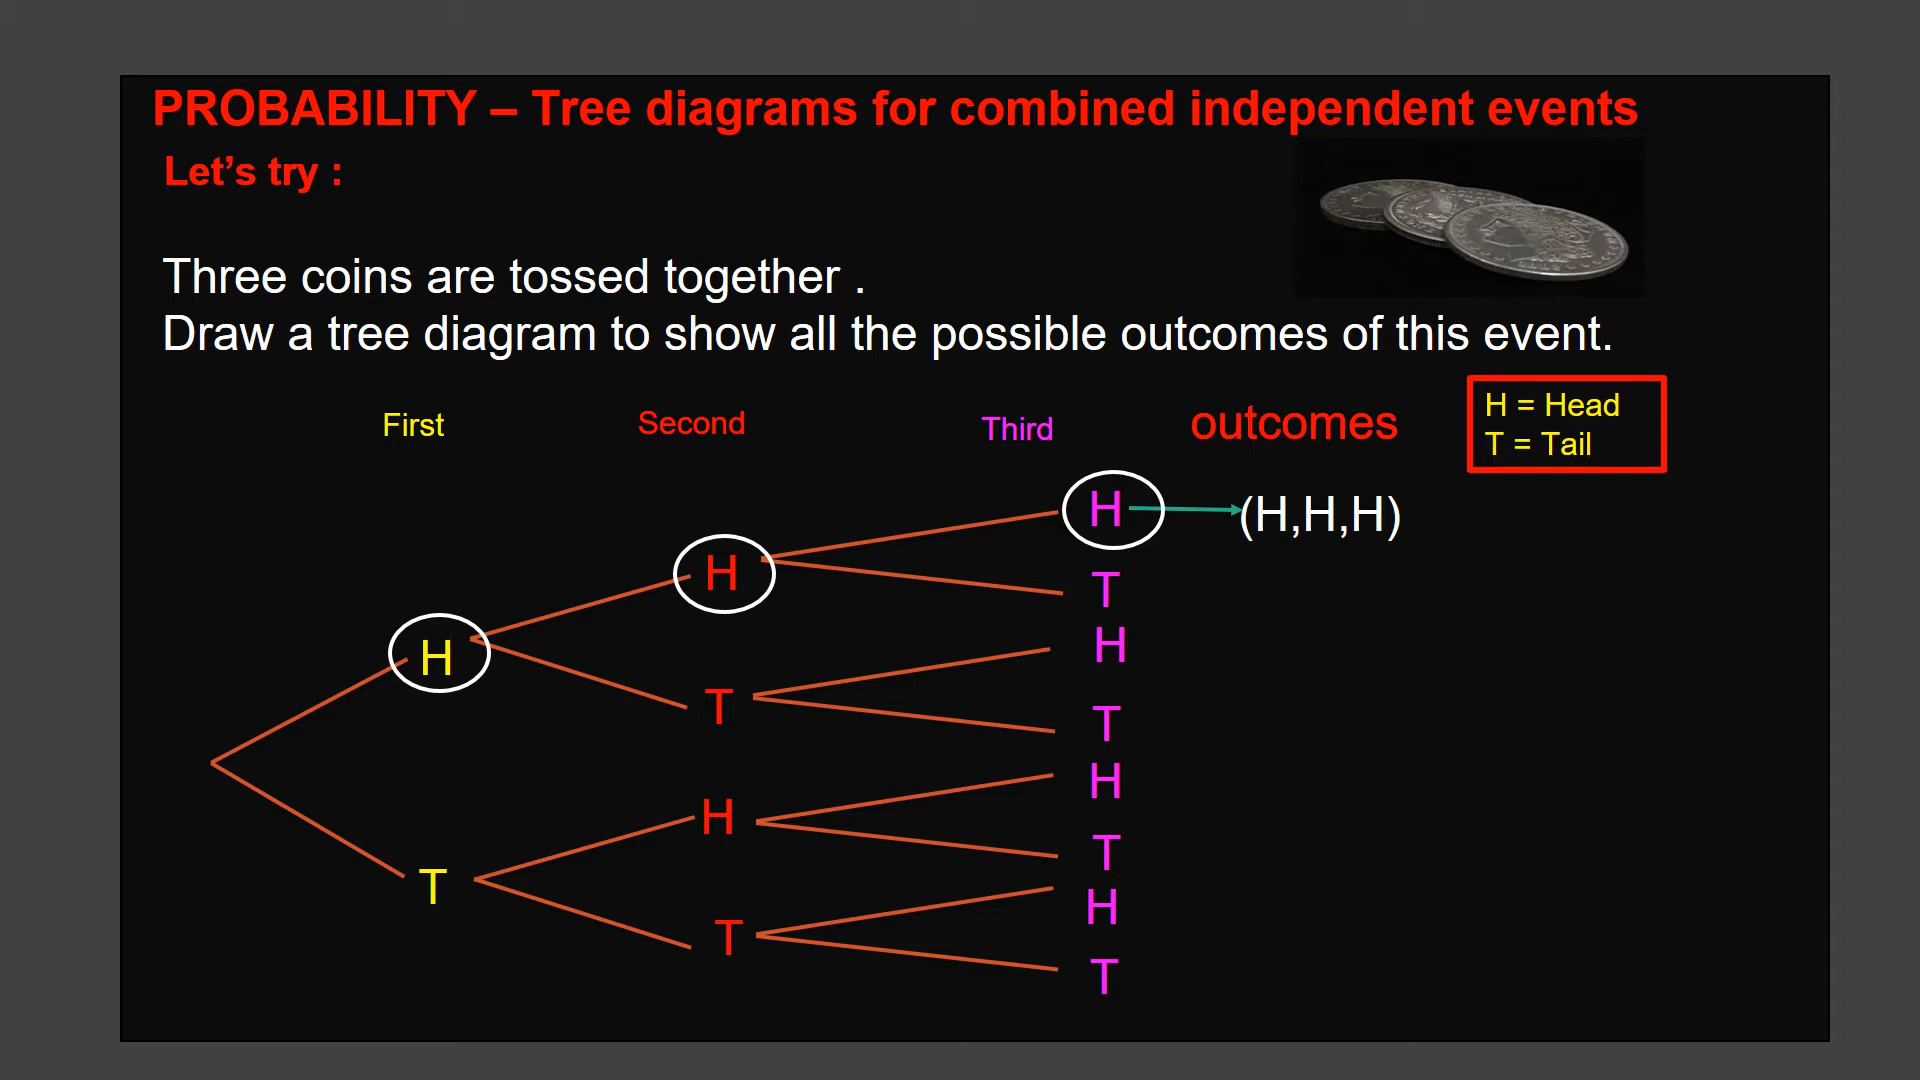 PROBABILITY – Tree diagrams for combined independent events
Let’s try :
Three coins are tossed together .
Draw a tree diagram to show all the possible outcomes of this event.
First Second Third outcomes
H = Head
T = Tail
H (H,H,H)
H
T
H
H
T
T
H
H
T
T
H
T
T